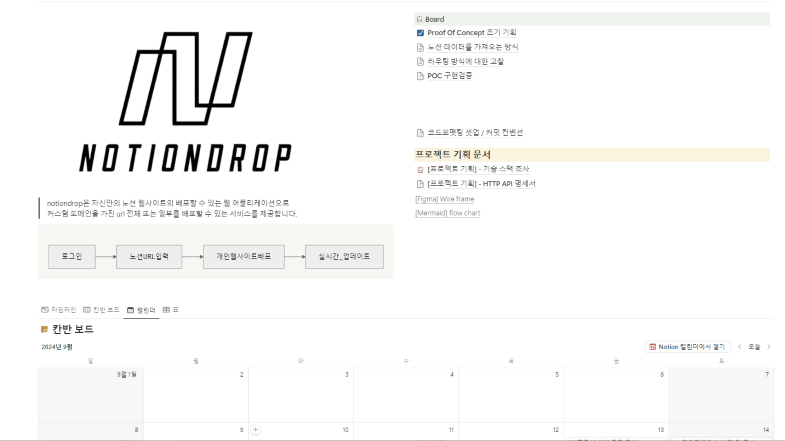 NOTIONDROP
notiondrop은 자신만의 노션 웹사이트의 배포할 수 있는 웹 어플리케이션으로
커스텀 도메인을 가진 url 전체 또는 일부를 배포할 수 있는 서비스를 제공합니다.
로그인
노션URL입력
개인웹사이트배포
실시간_업데이트
Board
Proof Of Concept 초기 기획
노션 데이터를 가져오는 방식
라우팅 방식에 대한 고찰
POC 구현검증
코드포맷팅 셋업 / 커밋 컨벤션
프로젝트 기획 문서
[프로젝트 기획] - 기술 스택 조사
[프로젝트 기획] - HTTP API 명세서
[Figma] Wire frame
[Mermaid] flow chart
타임라인 칸반 보드 캘린더 표
칸반 보드
2024년 9월 Notion 캘린더에서 열기 오늘
일 월 화 수 목 금 토
9월 1일 2 3 4 5 6 7
8 9 10 11 12 13 14